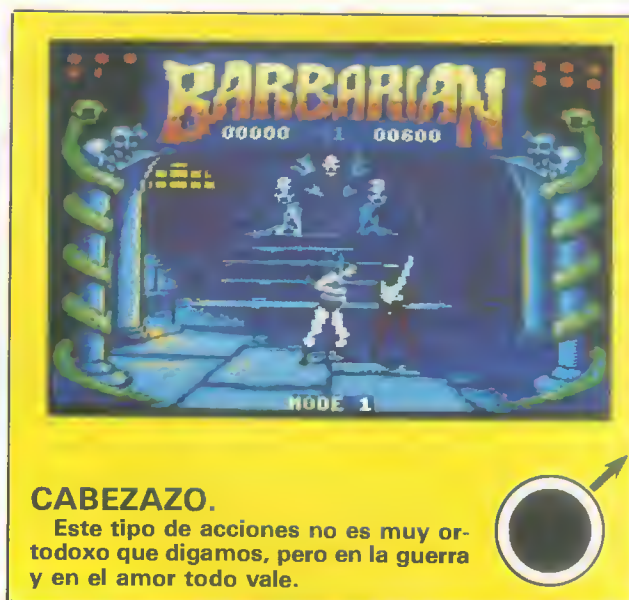 BARBARIAN
00000 1 00600
MODE 1
CABEZAZO.
Este tipo de acciones no es muy or-
todoxo que digamos, pero en la guerra
y en el amor todo vale.